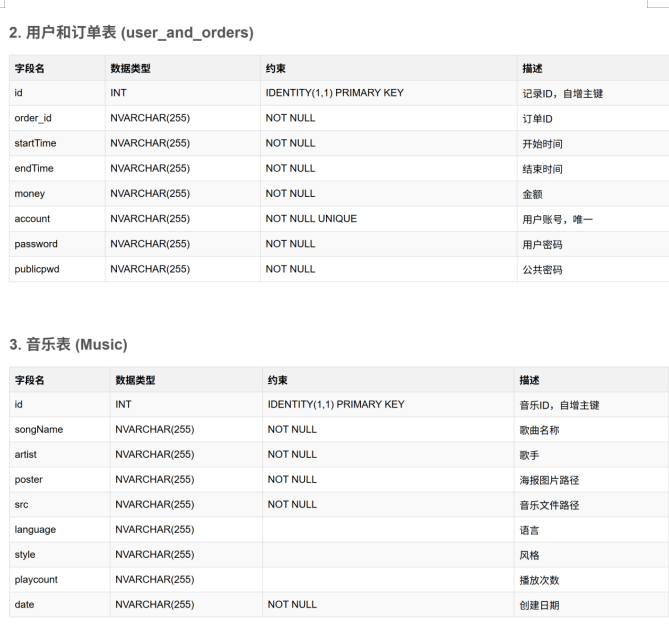 2. 用户和订单表 (user_and_orders)
字段名 数据类型 约束 描述
id INT IDENTITY(1,1) PRIMARY KEY 记录ID，自增主键
order_id NVARCHAR(255) NOT NULL 订单ID
startTime NVARCHAR(255) NOT NULL 开始时间
endTime NVARCHAR(255) NOT NULL 结束时间
money NVARCHAR(255) NOT NULL 金额
account NVARCHAR(255) NOT NULL UNIQUE 用户账号，唯一
password NVARCHAR(255) NOT NULL 用户密码
publicpwd NVARCHAR(255) NOT NULL 公共密码
3. 音乐表 (Music)
字段名 数据类型 约束 描述
id INT IDENTITY(1,1) PRIMARY KEY 音乐ID，自增主键
songName NVARCHAR(255) NOT NULL 歌曲名称
artist NVARCHAR(255) NOT NULL 歌手
poster NVARCHAR(255) NOT NULL 海报图片路径
src NVARCHAR(255) NOT NULL 音乐文件路径
language NVARCHAR(255) 语言
style NVARCHAR(255) 风格
playcount NVARCHAR(255) 播放次数
date NVARCHAR(255) NOT NULL 创建日期